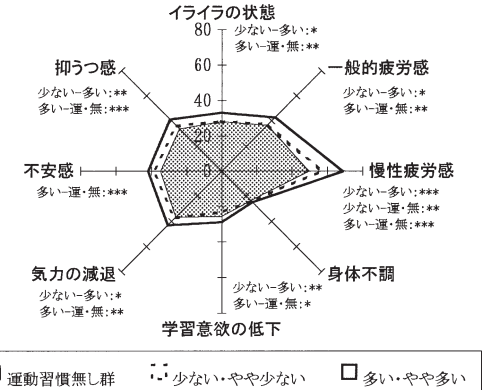 イライラの状態
少ない-多い:*
多い-運・無:**
80
60
40
20
0
抑うつ感
少ない-多い:**
多い-運・無:***
一般的疲労感
少ない-多い:*
多い-運・無:**
不安感
多い-運・無:***
慢性疲労感
少ない-多い:***
少ない-運・無:**
多い-運・無:***
気力の減退
少ない-多い:*
多い-運・無:**
身体不調
少ない-多い:**
多い-運・無:*
学習意欲の低下
運動習慣無し群 少ない・やや少ない 多い・やや多い